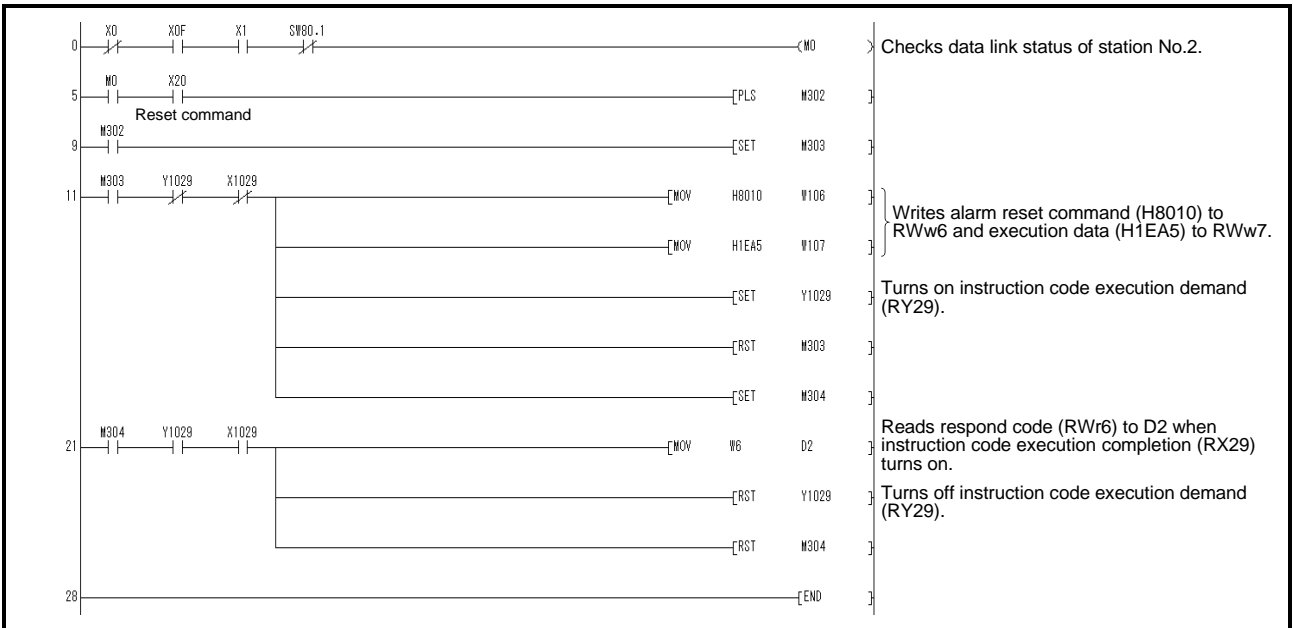 X0 X0F X1 SW80.1
0 (M0 ) Checks data link status of station No.2.
M0 X20
5 [PLS M302 ]
Reset command
M302
9 [SET M303 ]
M303 Y1029 X1029
11 [MOV H8010 W106 ]
Writes alarm reset command (H8010) to
RWw6 and execution data (H1EA5) to RWw7.
[MOV H1EA5 W107 ]
Turns on instruction code execution demand
[SET Y1029 ]
(RY29).
[RST M303 ]
[SET M304 ]
Reads respond code (RWr6) to D2 when
M304 Y1029 X1029
21 [MOV W6 D2 ] instruction code execution completion (RX29)
turns on.
Turns off instruction code execution demand
[RST Y1029 ]
(RY29).
[RST M304 ]
28 [END ]